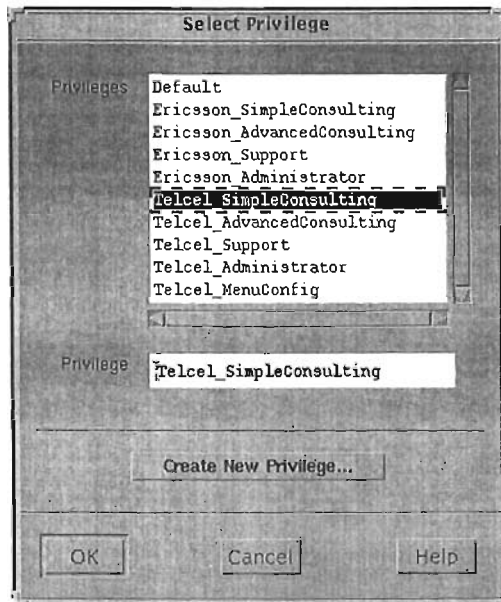 Select Privilege
Privileges
Default
Ericsson_SimpleConsulting
Ericsson_AdvancedConsulting
Ericsson_Support
Ericsson_Administrator
Telcel_SimpleConsulting
Telcel_AdvancedConsulting
Telcel_Support
Telcel_Administrator
Telcel_MenuConfig
Privilege
Telcel_SimpleConsulting
Create New Privilege...
OK
Cancel
Help